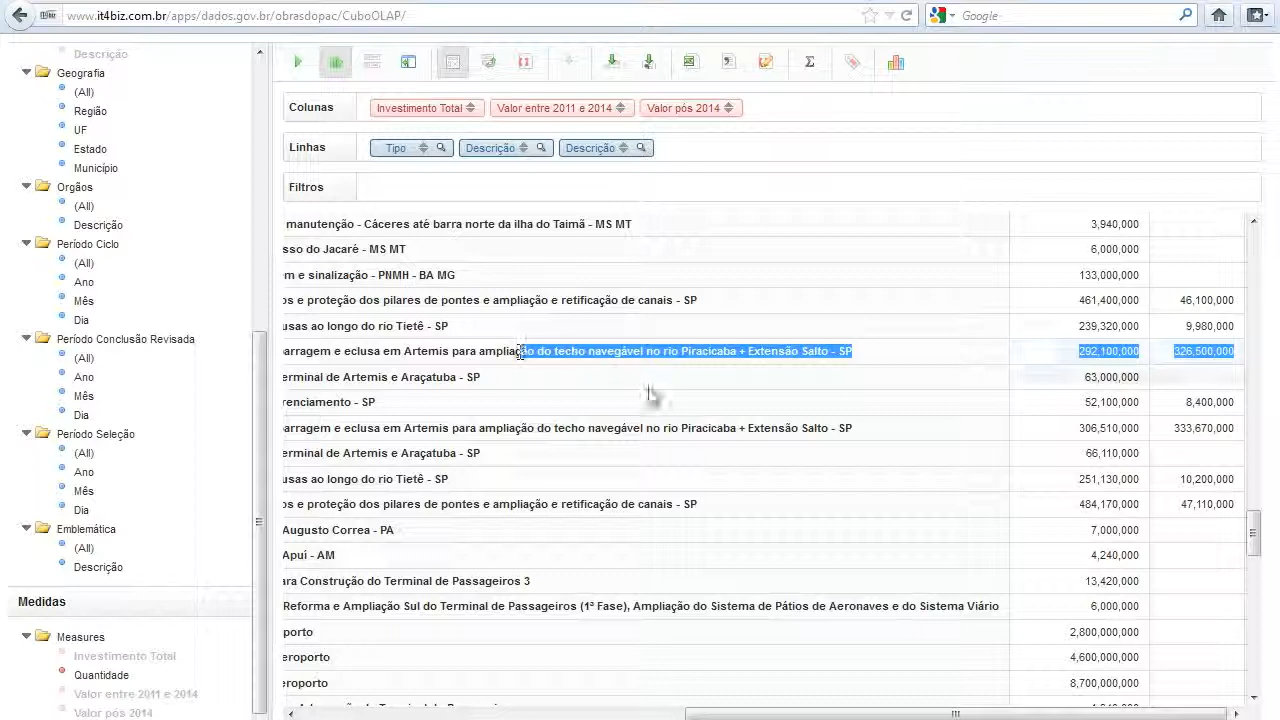 www.it4biz.com.br/apps/dados.gov.br/obrasdopac/CuboOLAP/
Google
Descrição
Geografia
(All)
Região
UF
Estado
Município
Orgãos
(All)
Descrição
Período Ciclo
(All)
Ano
Mês
Dia
Período Conclusão Revisada
(All)
Ano
Mês
Dia
Período Seleção
(All)
Ano
Mês
Dia
Emblemática
(All)
Descrição
Medidas
Measures
Investimento Total
Quantidade
Valor entre 2011 e 2014
Valor pós 2014
Colunas Investimento Total Valor entre 2011 e 2014 Valor pós 2014
Linhas Tipo Descrição Descrição
Filtros
manutenção - Cáceres até barra norte da ilha do Taimã - MS MT 3,940,000
sso do Jacaré - MS MT 6,000,000
m e sinalização - PNMH - BA MG 133,000,000
os e proteção dos pilares de pontes e ampliação e retificação de canais - SP 461,400,000 46,100,000
usas ao longo do rio Tietê - SP 239,320,000 9,980,000
barragem e eclusa em Artemis para ampliação do techo navegável no rio Piracicaba + Extensão Salto - SP 292,100,000 326,500,000
erminal de Artemis e Araçatuba - SP 63,000,000
renciamento - SP 52,100,000 8,400,000
arragem e eclusa em Artemis para ampliação do techo navegável no rio Piracicaba + Extensão Salto - SP 306,510,000 333,670,000
erminal de Artemis e Araçatuba - SP 66,110,000
usas ao longo do rio Tietê - SP 251,130,000 10,200,000
os e proteção dos pilares de pontes e ampliação e retificação de canais - SP 484,170,000 47,110,000
Augusto Correa - PA 7,000,000
Apuí - AM 4,240,000
ara Construção do Terminal de Passageiros 3 13,420,000
Reforma e Ampliação Sul do Terminal de Passageiros (1ª Fase), Ampliação do Sistema de Pátios de Aeronaves e do Sistema Viário 6,000,000
porto 2,800,000,000
eroporto 4,600,000,000
eroporto 8,700,000,000